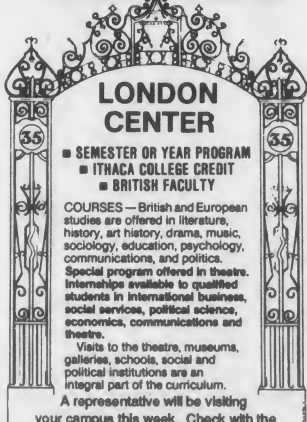 35
35
LONDON
CENTER
■ SEMESTER OR YEAR PROGRAM
■ ITHACA COLLEGE CREDIT
■ BRITISH FACULTY
COURSES — British and European
studies are offered in literature,
history, art history, drama, music,
sociology, education, psychology,
communications, and politics.
Special program offered in theatre.
Internships available to qualified
students in international business,
social services, political science,
economics, communications and
theatre.
Visits to the theatre, museums,
galleries, schools, social and
political institutions are an
integral part of the curriculum.
A representative will be visiting
your campus this week. Check with the